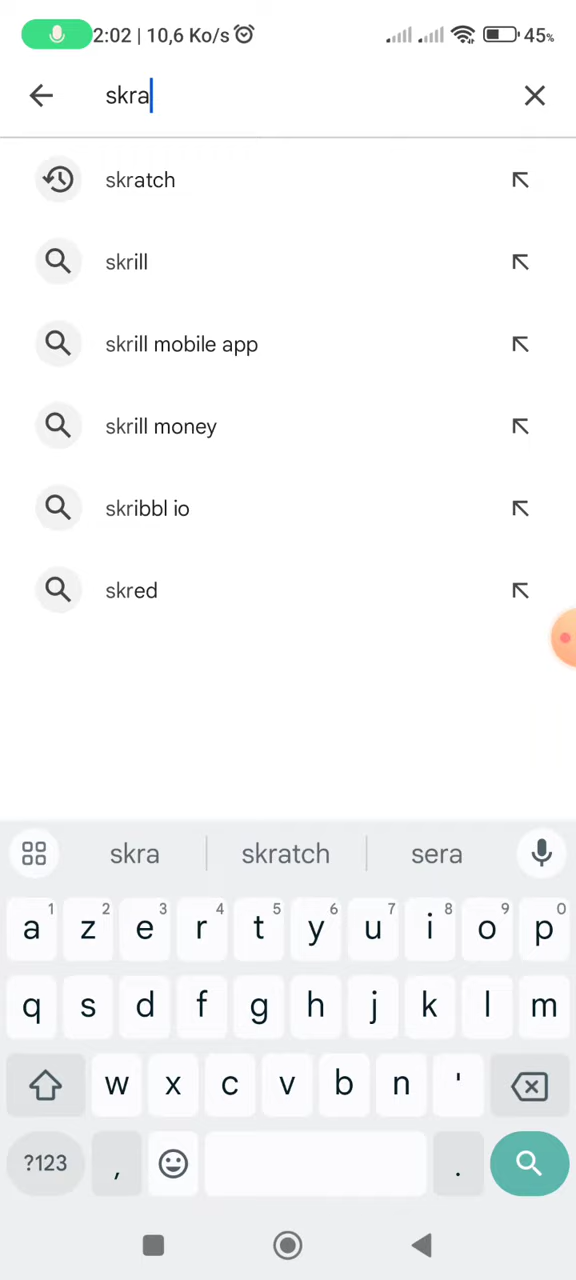 2:02 | 10,6 Ko/s 45%
skra
skratch
skrill
skrill mobile app
skrill money
skribbl io
skred
skra skratch sera
1 2 3 4 5 6 7 8 9 0
a z e r t y u i o p
q s d f g h j k l m
w x c v b n '
?123 , .